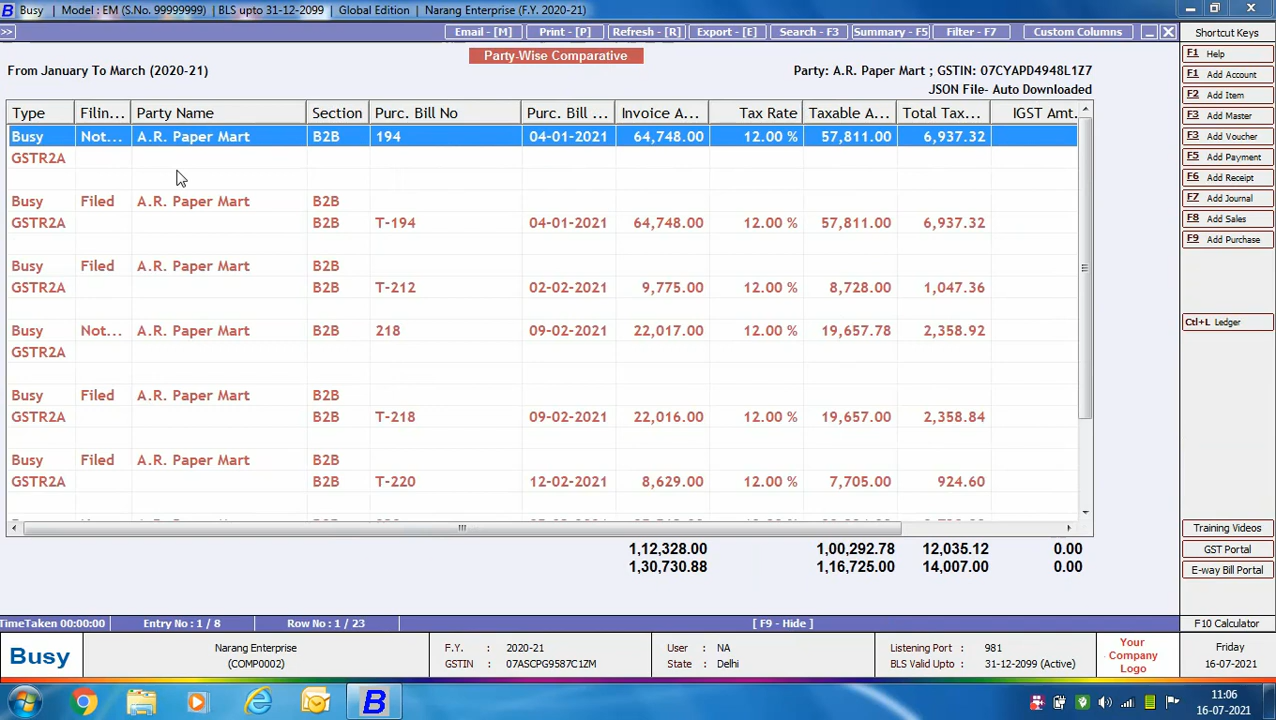 Busy Model : EM (S.No. 99999999) BLS upto 31-12-2099 Global Edition Narang Enterprise (F.Y. 2020-21)
>> Email - [M] Print - [P] Refresh - [R] Export - [E] Search - F3 Summary - F5 Filter - F7 Custom Columns
Party-Wise Comparative
From January To March (2020-21) Party: A.R. Paper Mart ; GSTIN: 07CYAPD4948L1Z7
JSON File- Auto Downloaded
Type Filin... Party Name Section Purc. Bill No Purc. Bill ... Invoice A... Tax Rate Taxable A... Total Tax... IGST Amt.
Busy Not... A.R. Paper Mart B2B 194 04-01-2021 64,748.00 12.00 % 57,811.00 6,937.32
GSTR2A
Busy Filed A.R. Paper Mart B2B
GSTR2A B2B T-194 04-01-2021 64,748.00 12.00 % 57,811.00 6,937.32
Busy Filed A.R. Paper Mart B2B
GSTR2A B2B T-212 02-02-2021 9,775.00 12.00 % 8,728.00 1,047.36
Busy Not... A.R. Paper Mart B2B 218 09-02-2021 22,017.00 12.00 % 19,657.78 2,358.92
GSTR2A
Busy Filed A.R. Paper Mart B2B
GSTR2A B2B T-218 09-02-2021 22,016.00 12.00 % 19,657.00 2,358.84
Busy Filed A.R. Paper Mart B2B
GSTR2A B2B T-220 12-02-2021 8,629.00 12.00 % 7,705.00 924.60
1,12,328.00 1,00,292.78 12,035.12 0.00
1,30,730.88 1,16,725.00 14,007.00 0.00
TimeTaken 00:00:00 Entry No : 1 / 8 Row No : 1 / 23 [ F9 - Hide ]
Busy Narang Enterprise (COMP0002) F.Y. : 2020-21 GSTIN : 07ASCPG9587C1ZM User : NA State : Delhi Listening Port : 981 BLS Valid Upto : 31-12-2099 (Active) Your Company Logo
Shortcut Keys
F1 Help
F1 Add Account
F2 Add Item
F3 Add Master
F3 Add Voucher
F5 Add Payment
F6 Add Receipt
F7 Add Journal
F8 Add Sales
F9 Add Purchase
Ctl+L Ledger
Training Videos
GST Portal
E-way Bill Portal
F10 Calculator
Friday
16-07-2021
11:06
16-07-2021